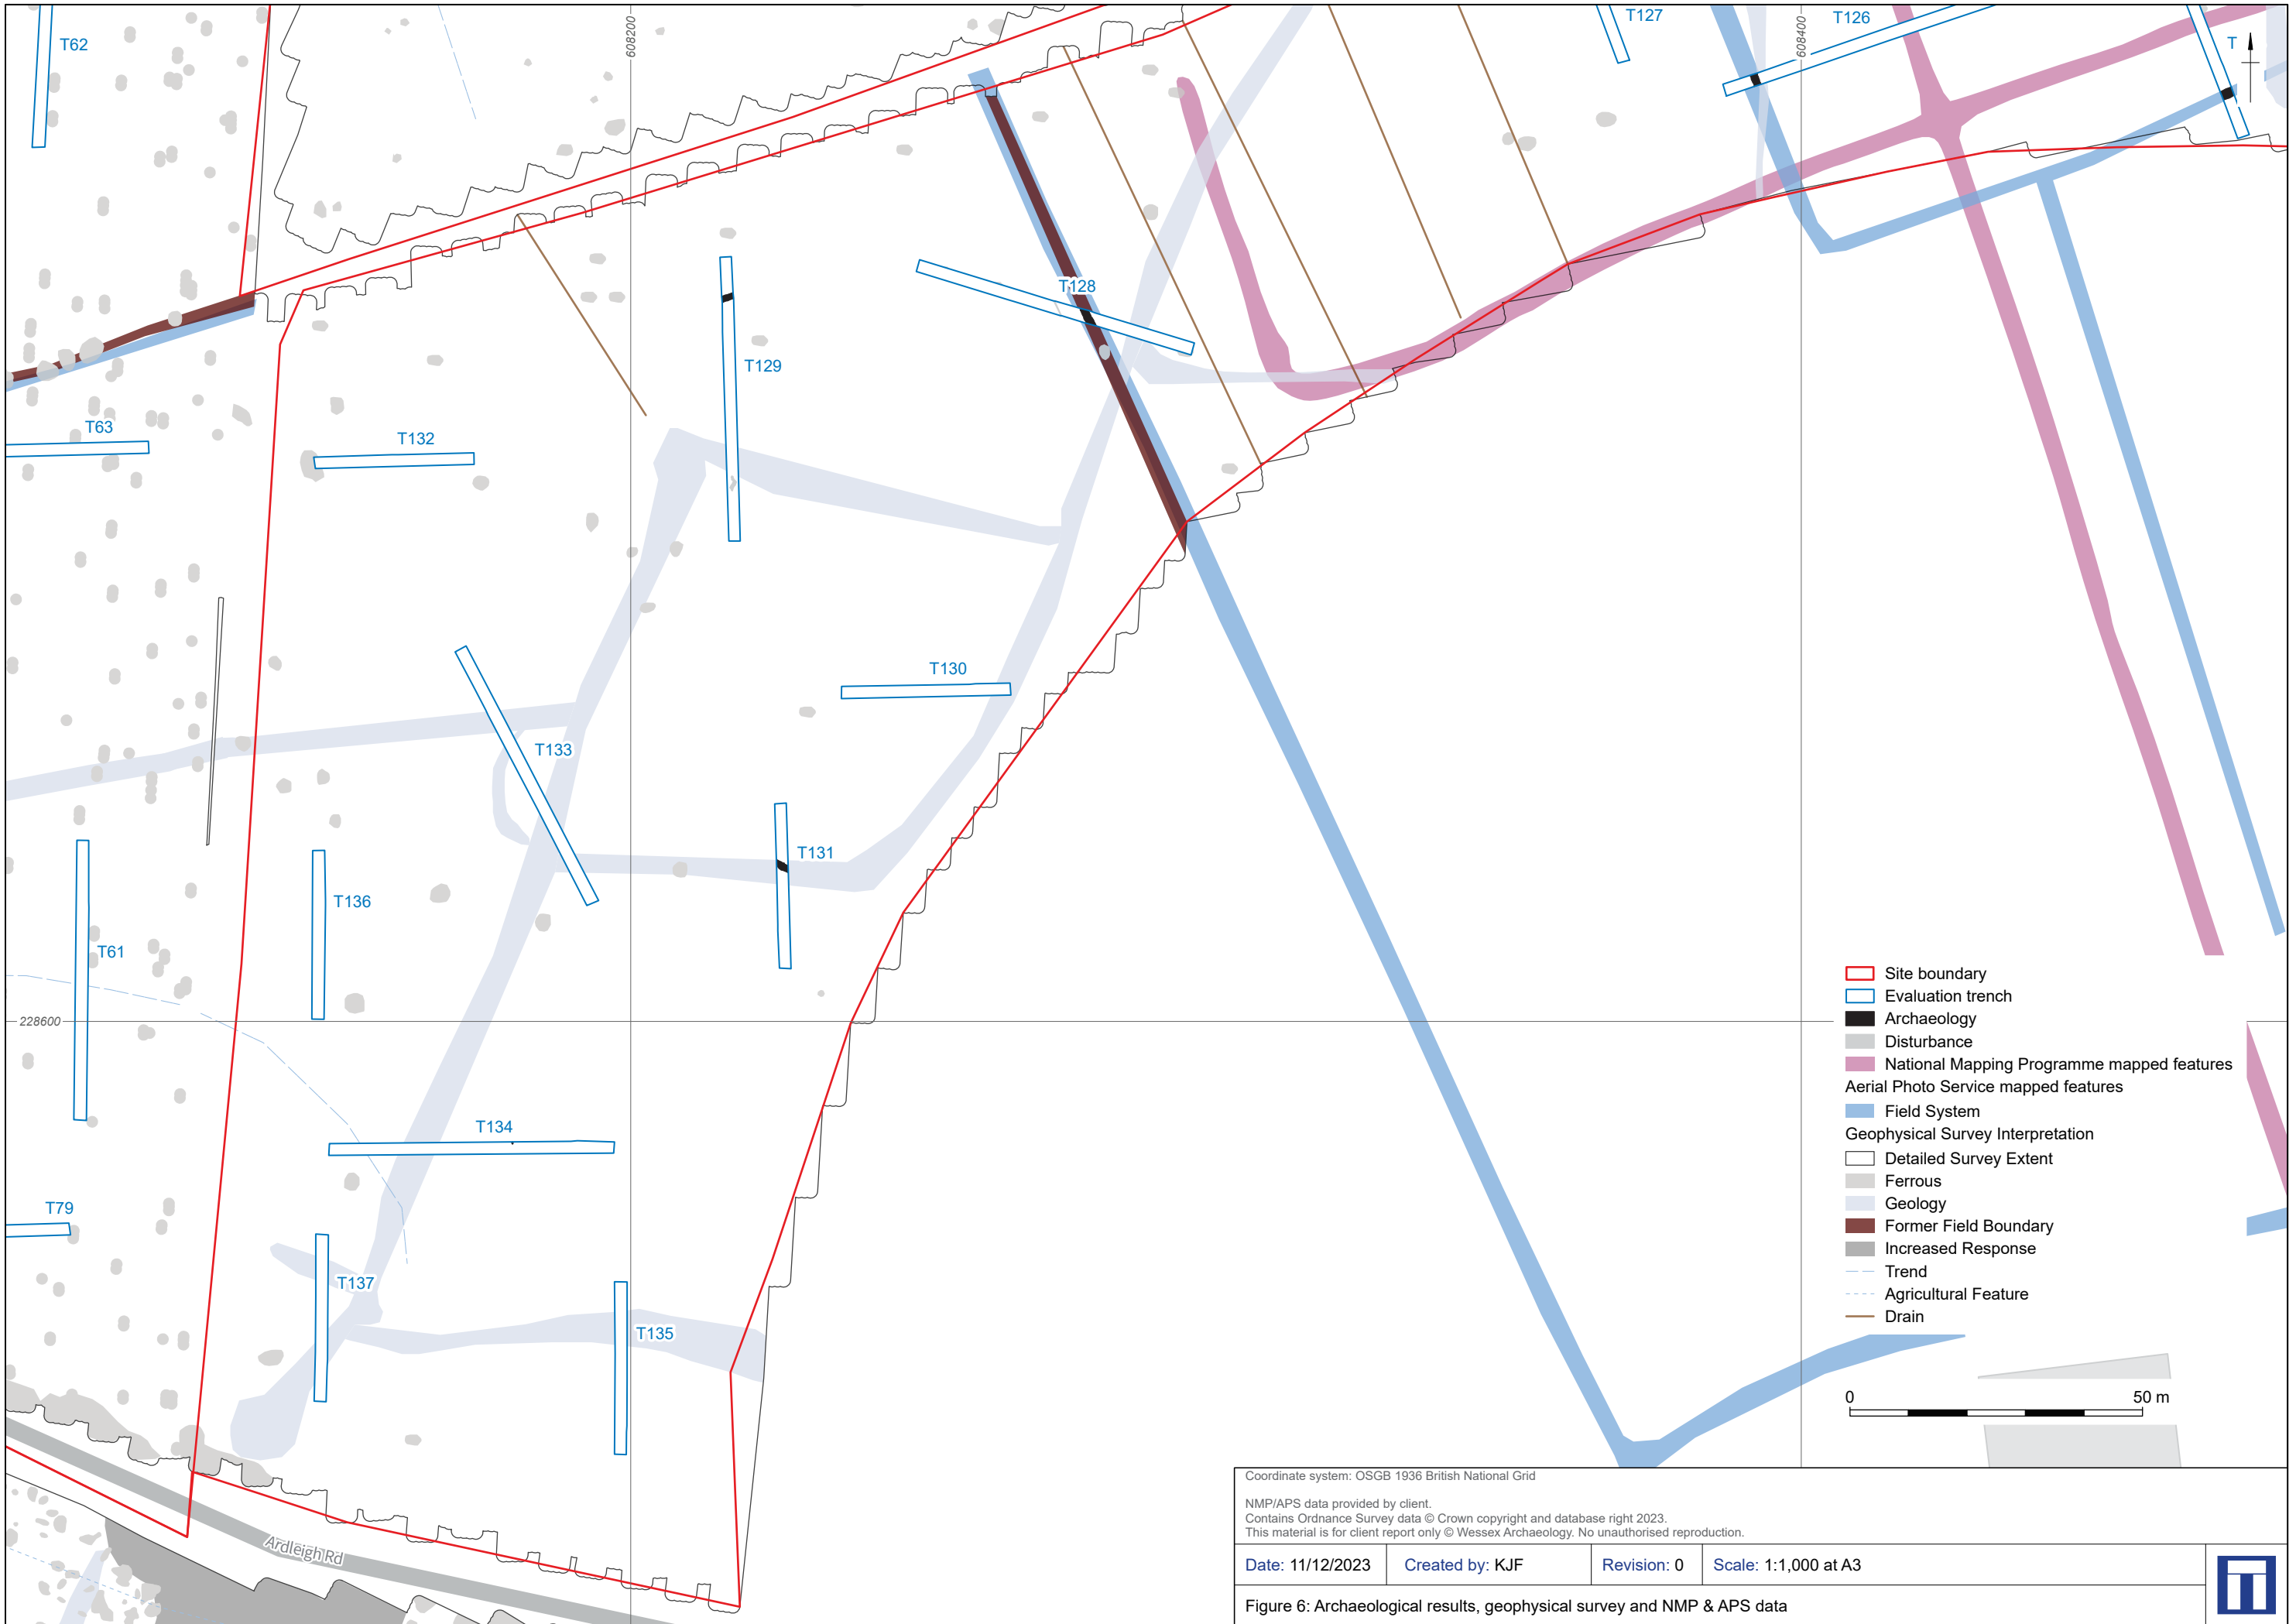 T62
608200
T127
608400
T126
T
T128
T129
T63
T132
T130
T133
T131
T136
T61
228600
T134
T79
T137
T135
Ardleigh Rd
Site boundary
Evaluation trench
Archaeology
Disturbance
National Mapping Programme mapped features
Aerial Photo Service mapped features
Field System
Geophysical Survey Interpretation
Detailed Survey Extent
Ferrous
Geology
Former Field Boundary
Increased Response
Trend
Agricultural Feature
Drain
0 50 m
Coordinate system: OSGB 1936 British National Grid
NMP/APS data provided by client.
Contains Ordnance Survey data © Crown copyright and database right 2023.
This material is for client report only © Wessex Archaeology. No unauthorised reproduction.
Date: 11/12/2023 Created by: KJF Revision: 0 Scale: 1:1,000 at A3
Figure 6: Archaeological results, geophysical survey and NMP & APS data